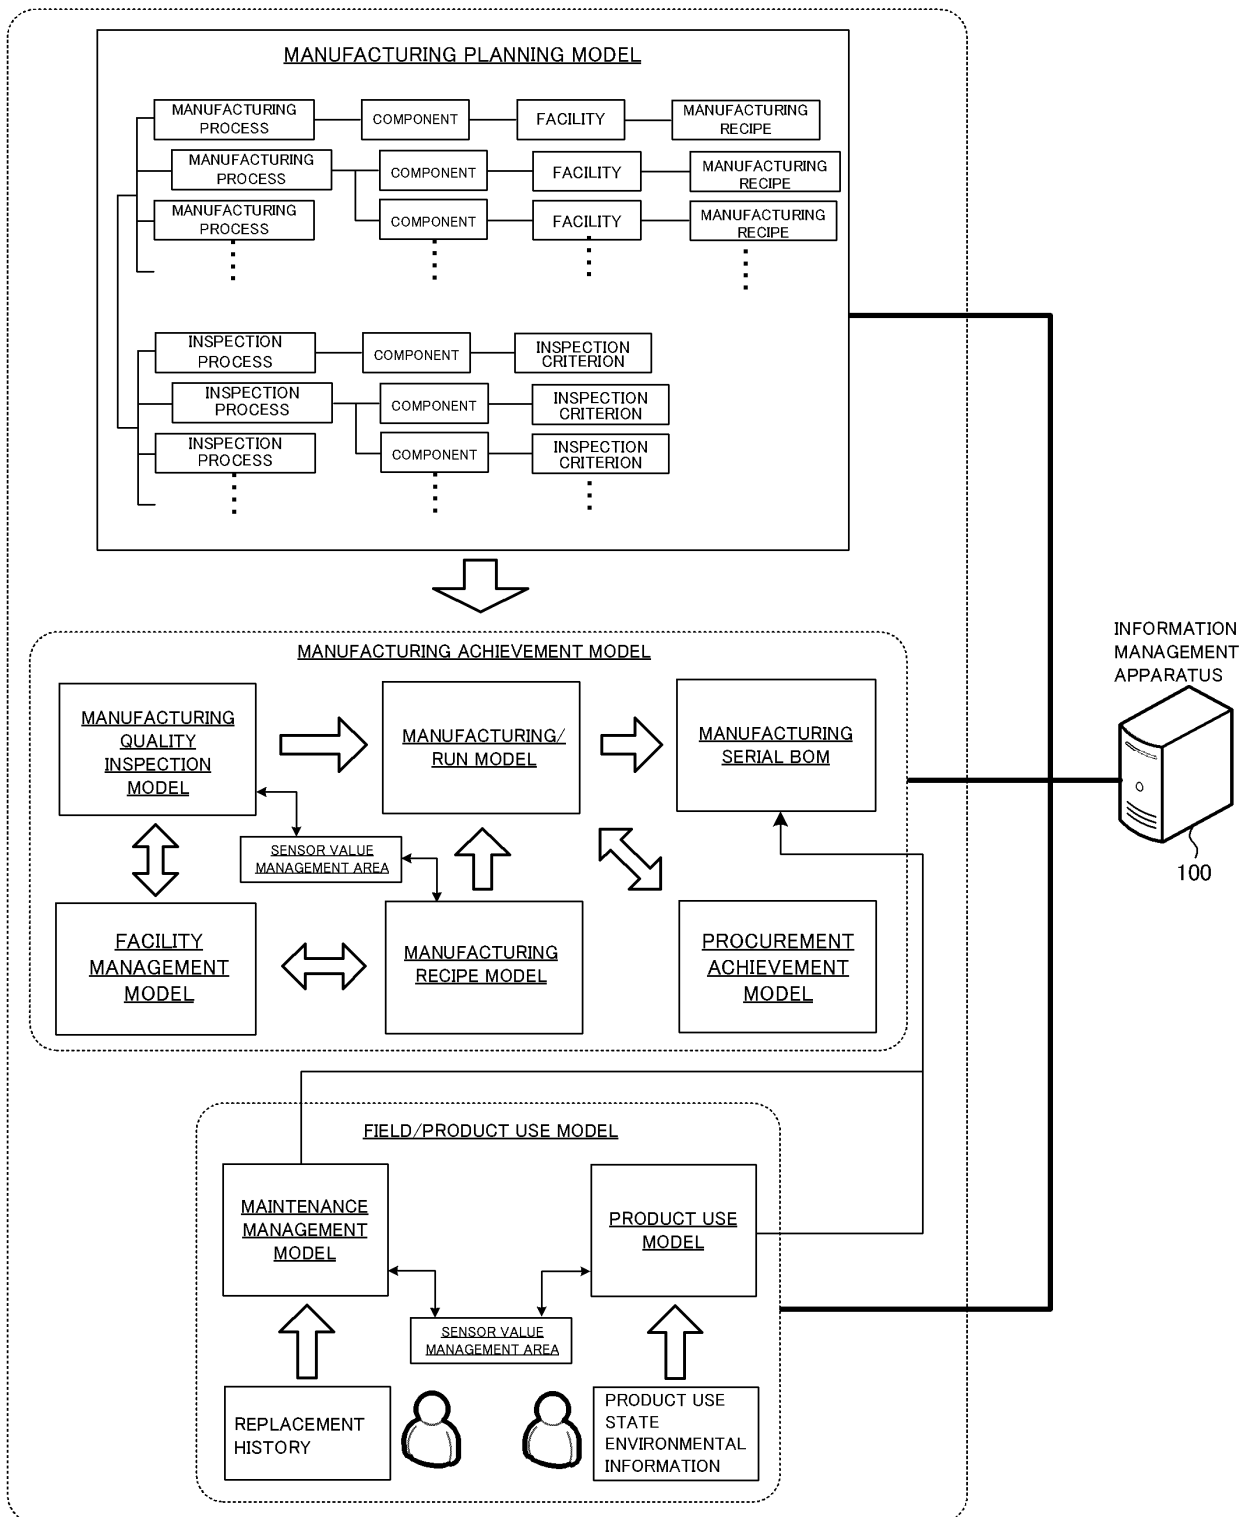 MANUFACTURING PLANNING MODEL
MANUFACTURING
PROCESS
COMPONENT
FACILITY
MANUFACTURING
RECIPE
MANUFACTURING
PROCESS
COMPONENT
FACILITY
MANUFACTURING
RECIPE
MANUFACTURING
PROCESS
COMPONENT
FACILITY
MANUFACTURING
RECIPE
INSPECTION
PROCESS
COMPONENT
INSPECTION
CRITERION
INSPECTION
PROCESS
COMPONENT
INSPECTION
CRITERION
INSPECTION
PROCESS
COMPONENT
INSPECTION
CRITERION
INFORMATION
MANAGEMENT
APPARATUS
100
MANUFACTURING ACHIEVEMENT MODEL
MANUFACTURING
QUALITY
INSPECTION
MODEL
MANUFACTURING/
RUN MODEL
MANUFACTURING
SERIAL BOM
SENSOR VALUE
MANAGEMENT AREA
FACILITY
MANAGEMENT
MODEL
MANUFACTURING
RECIPE MODEL
PROCUREMENT
ACHIEVEMENT
MODEL
FIELD/PRODUCT USE MODEL
MAINTENANCE
MANAGEMENT
MODEL
PRODUCT USE
MODEL
SENSOR VALUE
MANAGEMENT AREA
REPLACEMENT
HISTORY
PRODUCT USE
STATE
ENVIRONMENTAL
INFORMATION